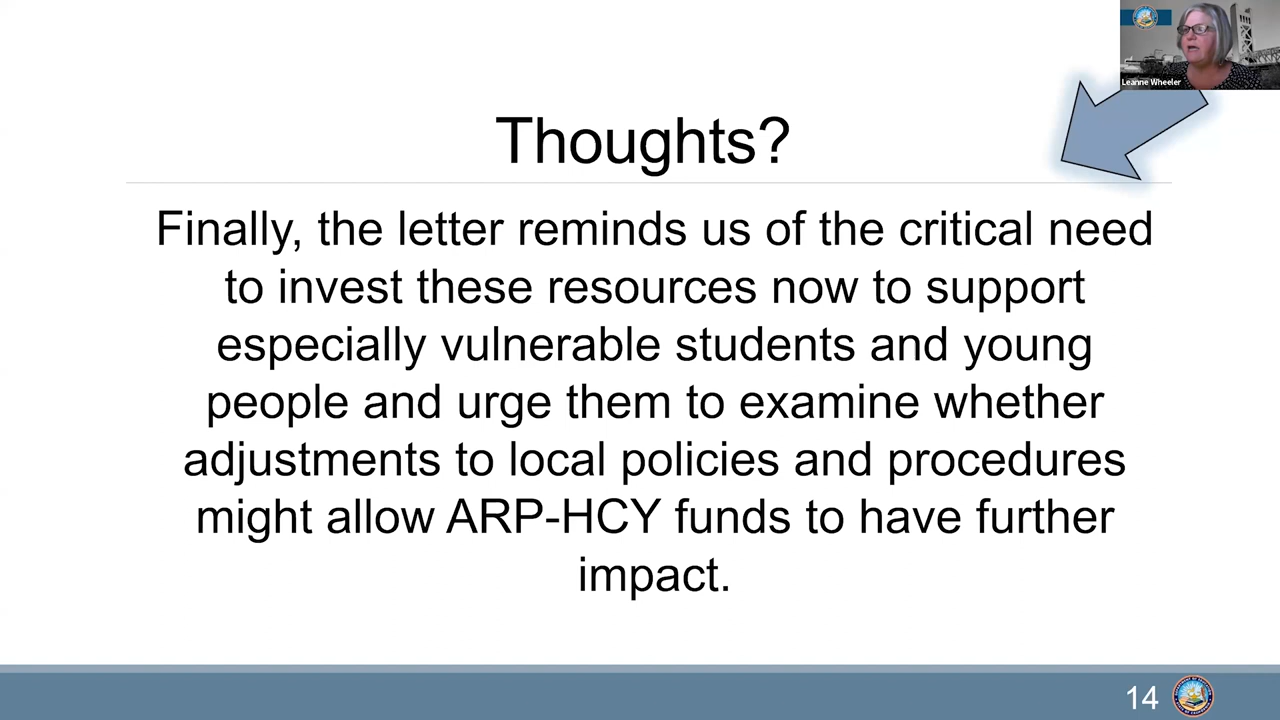 Leanne Wheeler
Thoughts?
Finally, the letter reminds us of the critical need
to invest these resources now to support
especially vulnerable students and young
people and urge them to examine whether
adjustments to local policies and procedures
might allow ARP-HCY funds to have further
impact.
14